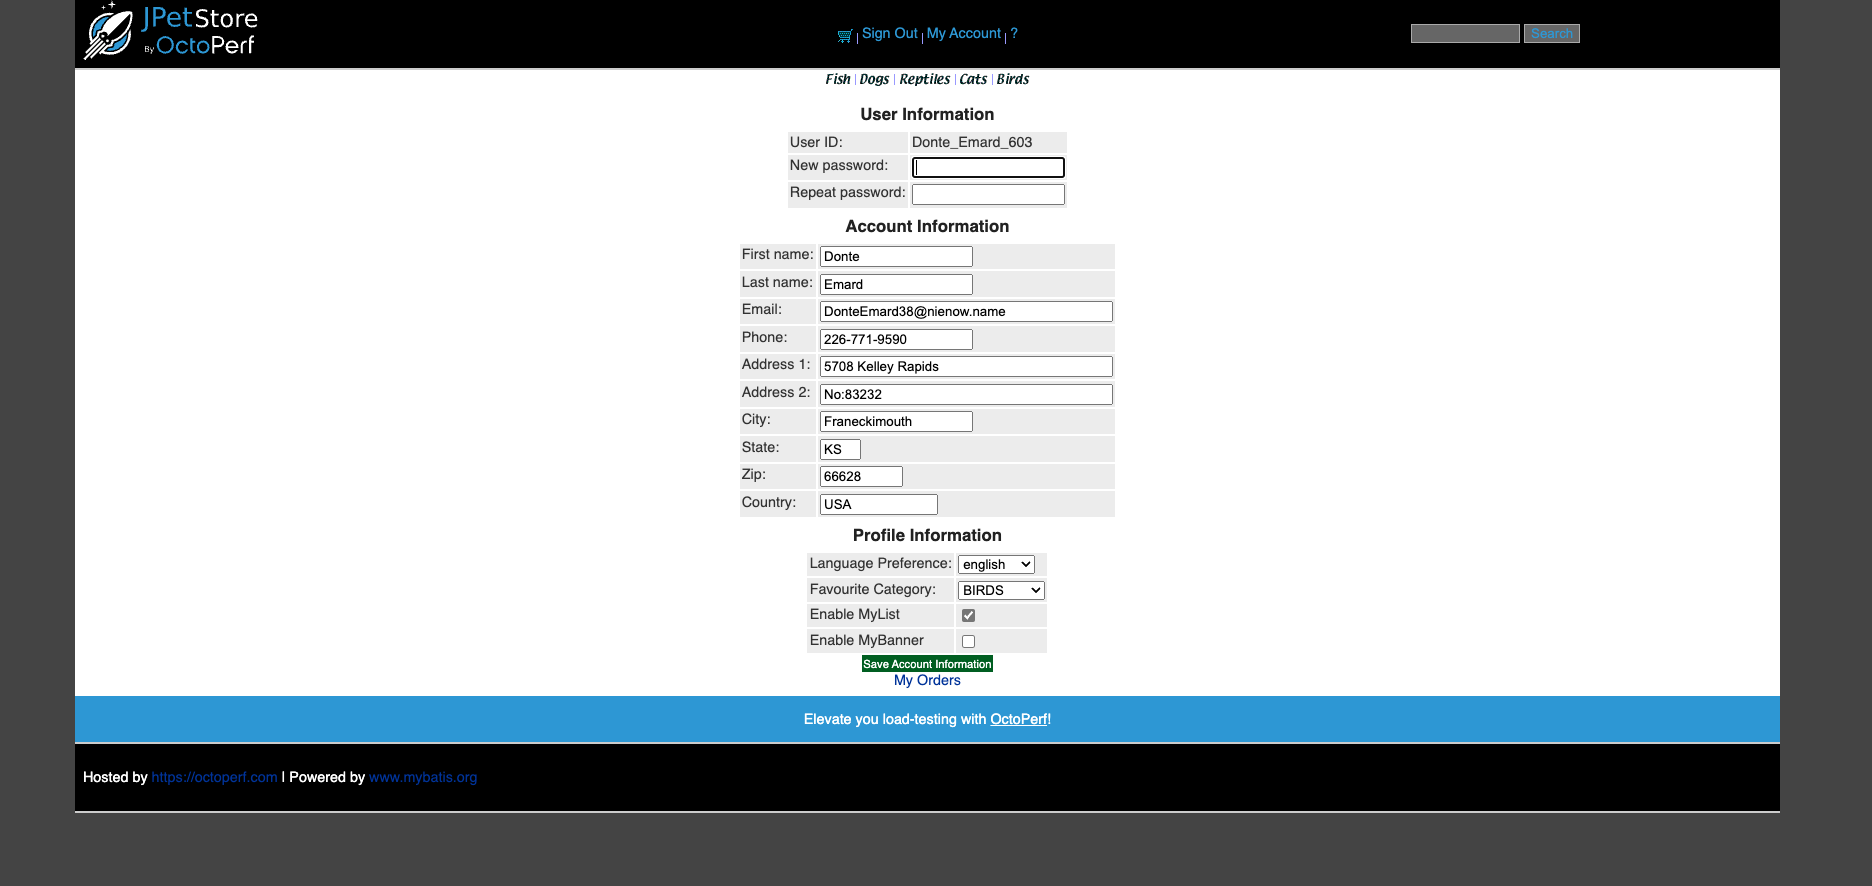 JPetStore
By OctoPerf
Sign Out | My Account | ?
Search
Fish | Dogs | Reptiles | Cats | Birds
User Information
User ID: Donte_Emard_603
New password:
Repeat password:
Account Information
First name: Donte
Last name: Emard
Email: DonteEmard38@nienow.name
Phone: 226-771-9590
Address 1: 5708 Kelley Rapids
Address 2: No:83232
City: Franeckimouth
State: KS
Zip: 66628
Country: USA
Profile Information
Language Preference: english
Favourite Category: BIRDS
Enable MyList
Enable MyBanner
Save Account Information
My Orders
Elevate you load-testing with OctoPerf!
Hosted by https://octoperf.com | Powered by www.mybatis.org